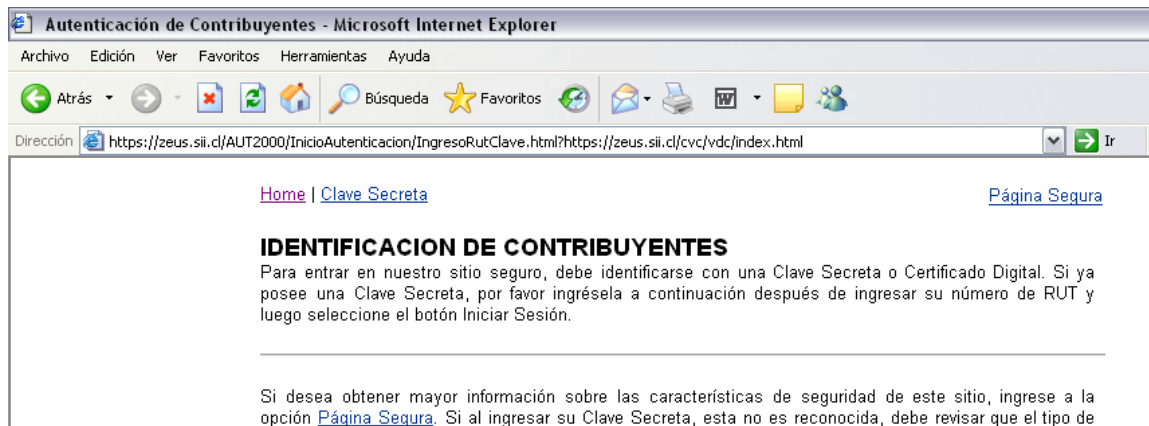 Autenticación de Contribuyentes - Microsoft Internet Explorer
Archivo Edición Ver Favoritos Herramientas Ayuda
Atrás Búsqueda Favoritos
Dirección https://zeus.sii.cl/AUT2000/InicioAutenticacion/IngresoRutClave.html?https://zeus.sii.cl/cvc/vdc/index.html Ir
Home | Clave Secreta Página Segura
IDENTIFICACION DE CONTRIBUYENTES
Para entrar en nuestro sitio seguro, debe identificarse con una Clave Secreta o Certificado Digital. Si ya
posee una Clave Secreta, por favor ingrésela a continuación después de ingresar su número de RUT y
luego seleccione el botón Iniciar Sesión.
Si desea obtener mayor información sobre las características de seguridad de este sitio, ingrese a la
opción Página Segura. Si al ingresar su Clave Secreta, esta no es reconocida, debe revisar que el tipo de